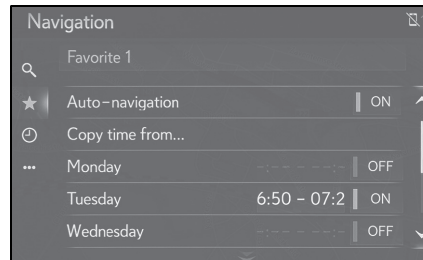 Navigation
Favorite 1
Auto-navigation ON
Copy time from...
Monday -:-- - --:- OFF
Tuesday 6:50 - 07:2 ON
Wednesday -:-- - --:- OFF